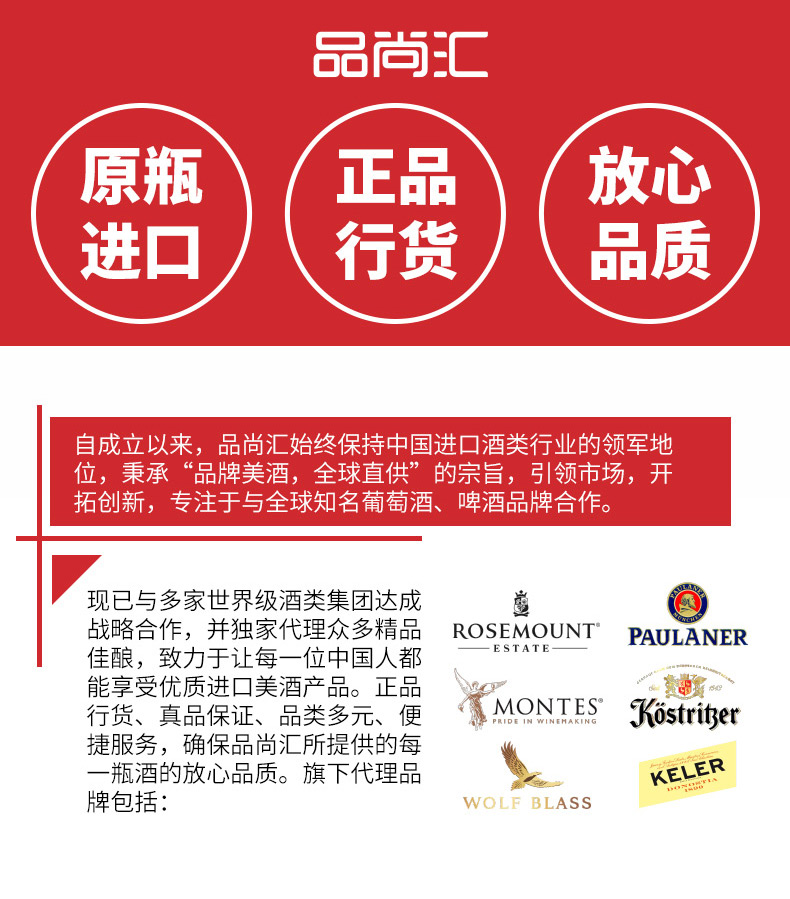 品尚汇
原瓶
进口
正品
行货
放心
品质
自成立以来，品尚汇始终保持中国进口酒类行业的领军地
位，秉承“品牌美酒，全球直供”的宗旨，引领市场，开
拓创新，专注于与全球知名葡萄酒、啤酒品牌合作。
现已与多家世界级酒类集团达成
战略合作，并独家代理众多精品
佳酿，致力于让每一位中国人都
能享受优质进口美酒产品。正品
行货、真品保证、品类多元、便
捷服务，确保品尚汇所提供的每
一瓶酒的放心品质。旗下代理品
牌包括：
ROSEMOUNT®
ESTATE
PAULANER
MÜNCHEN
PAULANER
MONTES®
PRIDE IN WINEMAKING
1543
Köstritzer
WOLF BLASS
KELER
DONOSTIA
1890